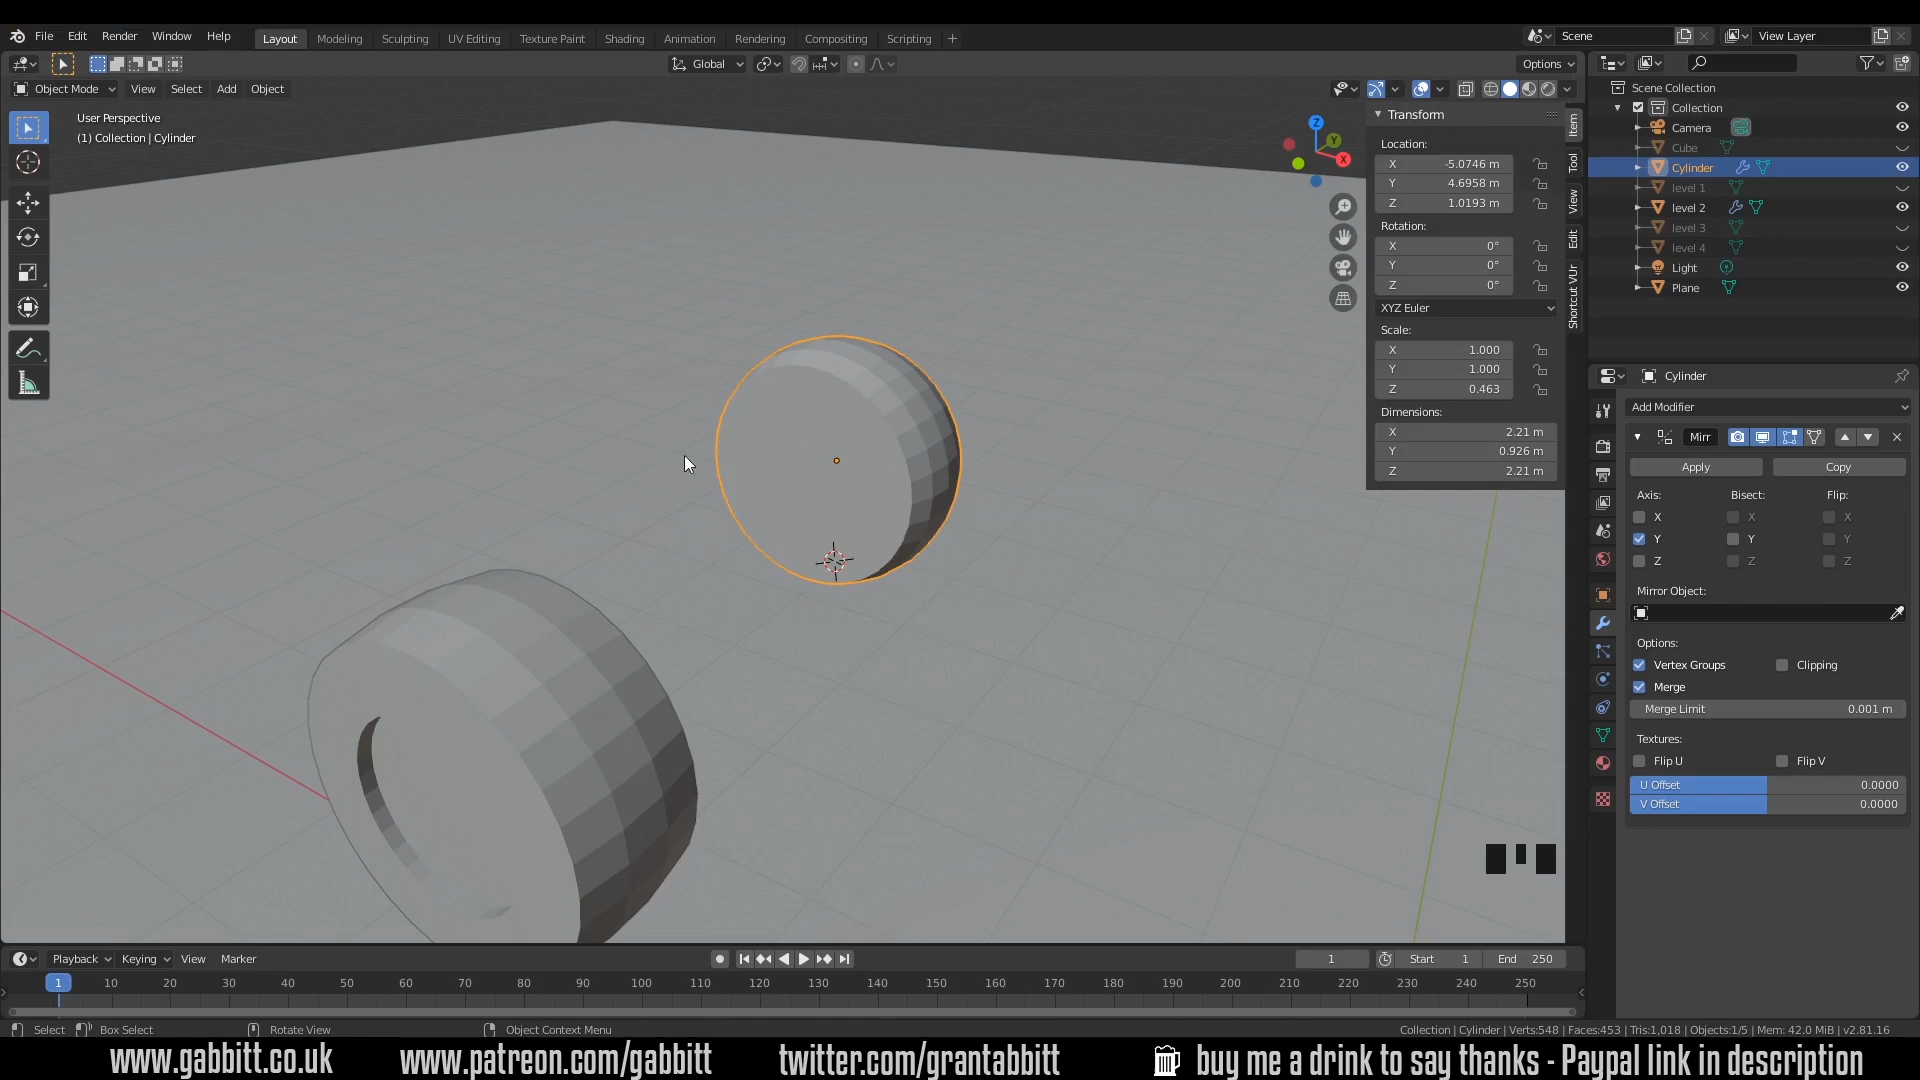 File Edit Render Window Help Layout Modeling Sculpting UV Editing Texture Paint Shading Animation Rendering Compositing Scripting + Scene View Layer
Global Options
Object Mode View Select Add Object
User Perspective
(1) Collection | Cylinder
Z Y X
Transform
Location:
X -5.0746 m
Y 4.6958 m
Z 1.0193 m
Rotation:
X 0°
Y 0°
Z 0°
XYZ Euler
Scale:
X 1.000
Y 1.000
Z 0.463
Dimensions:
X 2.21 m
Y 0.926 m
Z 2.21 m
Item
Tool
View
Edit
Shortcut VUr
Scene Collection
Collection
Camera
Cube
Cylinder
level 1
level 2
level 3
level 4
Light
Plane
Cylinder
Add Modifier
Mirr
Apply Copy
Axis: Bisect: Flip:
X X X
Y Y Y
Z Z Z
Mirror Object:
Options:
Vertex Groups Clipping
Merge
Merge Limit 0.001 m
Textures:
Flip U Flip V
U Offset 0.0000
V Offset 0.0000
Playback Keying View Marker 1 Start 1 End 250
1 10 20 30 40 50 60 70 80 90 100 110 120 130 140 150 160 170 180 190 200 210 220 230 240 250
Select Box Select Rotate View Object Context Menu Collection | Cylinder | Verts:548 | Faces:453 | Tris:1,018 | Objects:1/5 | Mem: 42.0 MiB | v2.81.16
www.gabbitt.co.uk www.patreon.com/gabbitt twitter.com/grantabbitt buy me a drink to say thanks - Paypal link in description